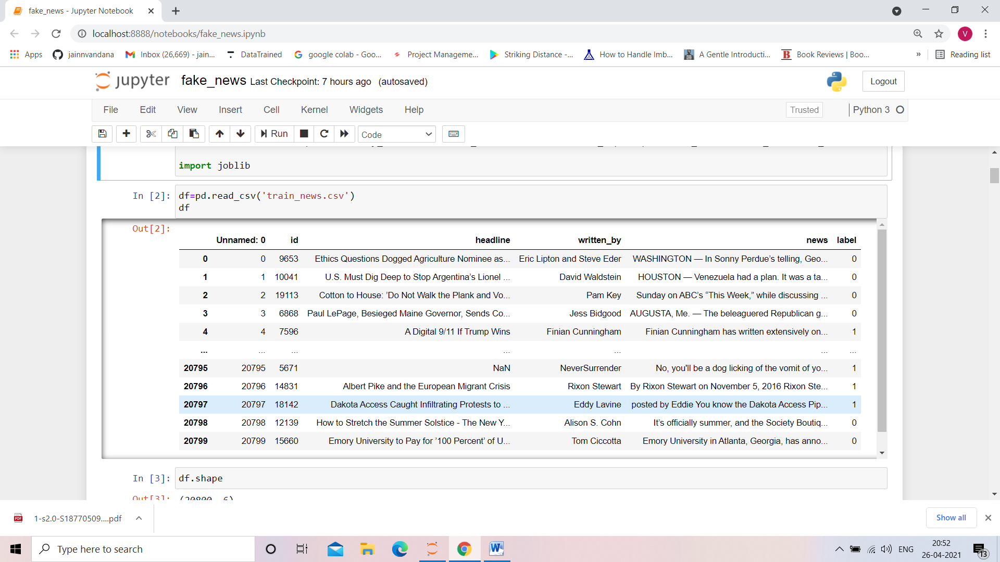 fake_news - Jupyter Notebook
localhost:8888/notebooks/fake_news.ipynb
V
Apps jainnvandana Inbox (26,669) - jain... DataTrained google colab - Goo... Project Manageme... Striking Distance -... How to Handle Imb... A Gentle Introducti... Book Reviews | Boo... » Reading list
jupyter fake_news Last Checkpoint: 7 hours ago (autosaved) Logout
File Edit View Insert Cell Kernel Widgets Help Trusted Python 3
Run Code
import joblib
In [2]: df=pd.read_csv('train_news.csv')
df
Out[2]:
Unnamed: 0 id headline written_by news label
0 0 9653 Ethics Questions Dogged Agriculture Nominee as... Eric Lipton and Steve Eder WASHINGTON — In Sonny Perdue’s telling, Geo... 0
1 1 10041 U.S. Must Dig Deep to Stop Argentina’s Lionel ... David Waldstein HOUSTON — Venezuela had a plan. It was a ta... 0
2 2 19113 Cotton to House: ’Do Not Walk the Plank and Vo... Pam Key Sunday on ABC’s “This Week,” while discussing ... 0
3 3 6868 Paul LePage, Besieged Maine Governor, Sends Co... Jess Bidgood AUGUSTA, Me. — The beleaguered Republican g... 0
4 4 7596 A Digital 9/11 If Trump Wins Finian Cunningham Finian Cunningham has written extensively on... 1
... ... ... ... ... ... ...
20795 20795 5671 NaN NeverSurrender No, you'll be a dog licking of the vomit of yo... 1
20796 20796 14831 Albert Pike and the European Migrant Crisis Rixon Stewart By Rixon Stewart on November 5, 2016 Rixon Ste... 1
20797 20797 18142 Dakota Access Caught Infiltrating Protests to ... Eddy Lavine posted by Eddie You know the Dakota Access Pip... 1
20798 20798 12139 How to Stretch the Summer Solstice - The New Y... Alison S. Cohn It’s officially summer, and the Society Boutiq... 0
20799 20799 15660 Emory University to Pay for ’100 Percent’ of U... Tom Ciccotta Emory University in Atlanta, Georgia, has anno... 0
In [3]: df.shape
Out[3]: (20800, 6)
1-s2.0-S18770509....pdf Show all
Type here to search
ENG
20:52
26-04-2021
13